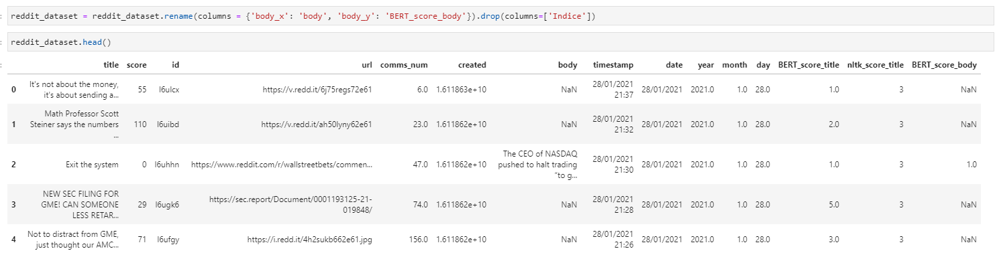 reddit_dataset = reddit_dataset.rename(columns = {'body_x': 'body', 'body_y': 'BERT_score_body'}).drop(columns=['Indice'])
reddit_dataset.head()
title score id url comms_num created body timestamp date year month day BERT_score_title nltk_score_title BERT_score_body
0 It's not about the money, it's about sending a... 55 l6ulcx https://v.redd.it/6j75regs72e61 6.0 1.611863e+10 NaN 28/01/2021 21:37 28/01/2021 2021.0 1.0 28.0 1.0 3 NaN
1 Math Professor Scott Steiner says the numbers ... 110 l6uibd https://v.redd.it/ah50lyny62e61 23.0 1.611862e+10 NaN 28/01/2021 21:32 28/01/2021 2021.0 1.0 28.0 2.0 3 NaN
2 Exit the system 0 l6uhhn https://www.reddit.com/r/wallstreetbets/commen... 47.0 1.611862e+10 The CEO of NASDAQ pushed to halt trading "to g... 28/01/2021 21:30 28/01/2021 2021.0 1.0 28.0 1.0 3 1.0
3 NEW SEC FILING FOR GME! CAN SOMEONE LESS RETAR... 29 l6ugk6 https://sec.report/Document/0001193125-21-019848/ 74.0 1.611862e+10 NaN 28/01/2021 21:28 28/01/2021 2021.0 1.0 28.0 5.0 3 NaN
4 Not to distract from GME, just thought our AMC... 71 l6ufgy https://i.redd.it/4h2sukb662e61.jpg 156.0 1.611862e+10 NaN 28/01/2021 21:26 28/01/2021 2021.0 1.0 28.0 3.0 3 NaN